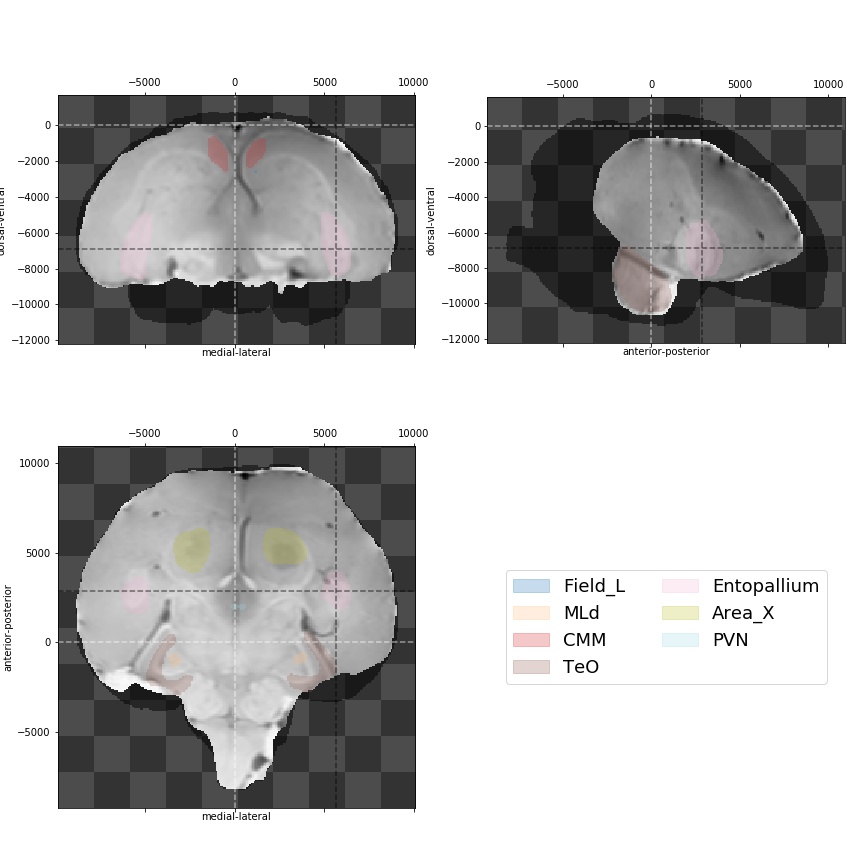 −5000 0 5000 10000
0
−2000
−4000
−6000
−8000
−10000
−12000
dorsal-ventral
medial-lateral
−5000 0 5000 10000
0
−2000
−4000
−6000
−8000
−10000
−12000
dorsal-ventral
anterior-posterior
−5000 0 5000 10000
10000
5000
0
−5000
anterior-posterior
medial-lateral
Field_L Entopallium
MLd Area_X
CMM PVN
TeO